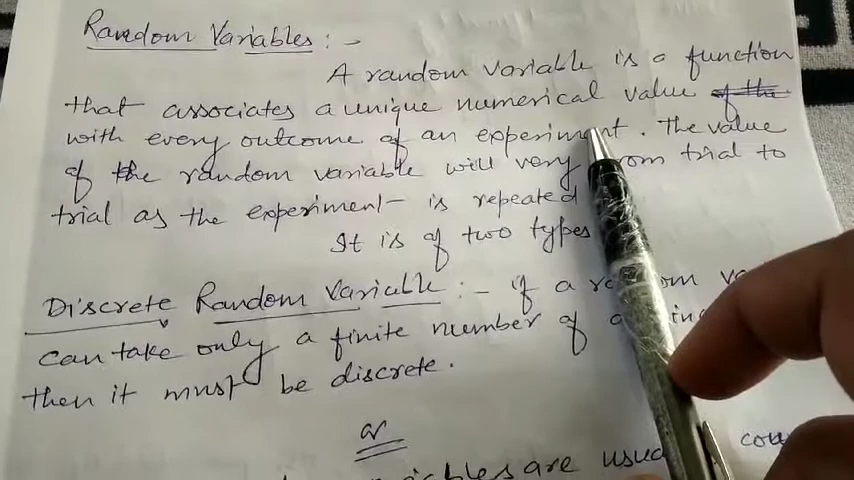 Random Variables : -
A random variable is a function
that associates a unique numerical value of the
with every outcome of an experiment. The value
of the random variable will very from trial to
trial as the experiment is repeated
It is of two types
Discrete Random Variable :- if a random
can take only a finite number of
then it must be discrete.
or
are